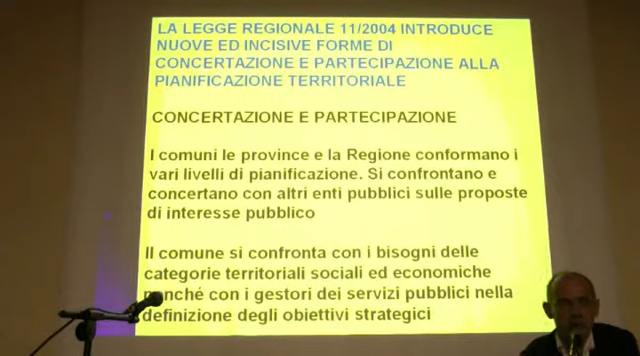 LA LEGGE REGIONALE 11/2004 INTRODUCE
NUOVE ED INCISIVE FORME DI
CONCERTAZIONE E PARTECIPAZIONE ALLA
PIANIFICAZIONE TERRITORIALE
CONCERTAZIONE E PARTECIPAZIONE
I comuni le province e la Regione conformano i
vari livelli di pianificazione. Si confrontano e
concertano con altri enti pubblici sulle proposte
di interesse pubblico
Il comune si confronta con i bisogni delle
categorie territoriali sociali ed economiche
nonché con i gestori dei servizi pubblici nella
definizione degli obiettivi strategici